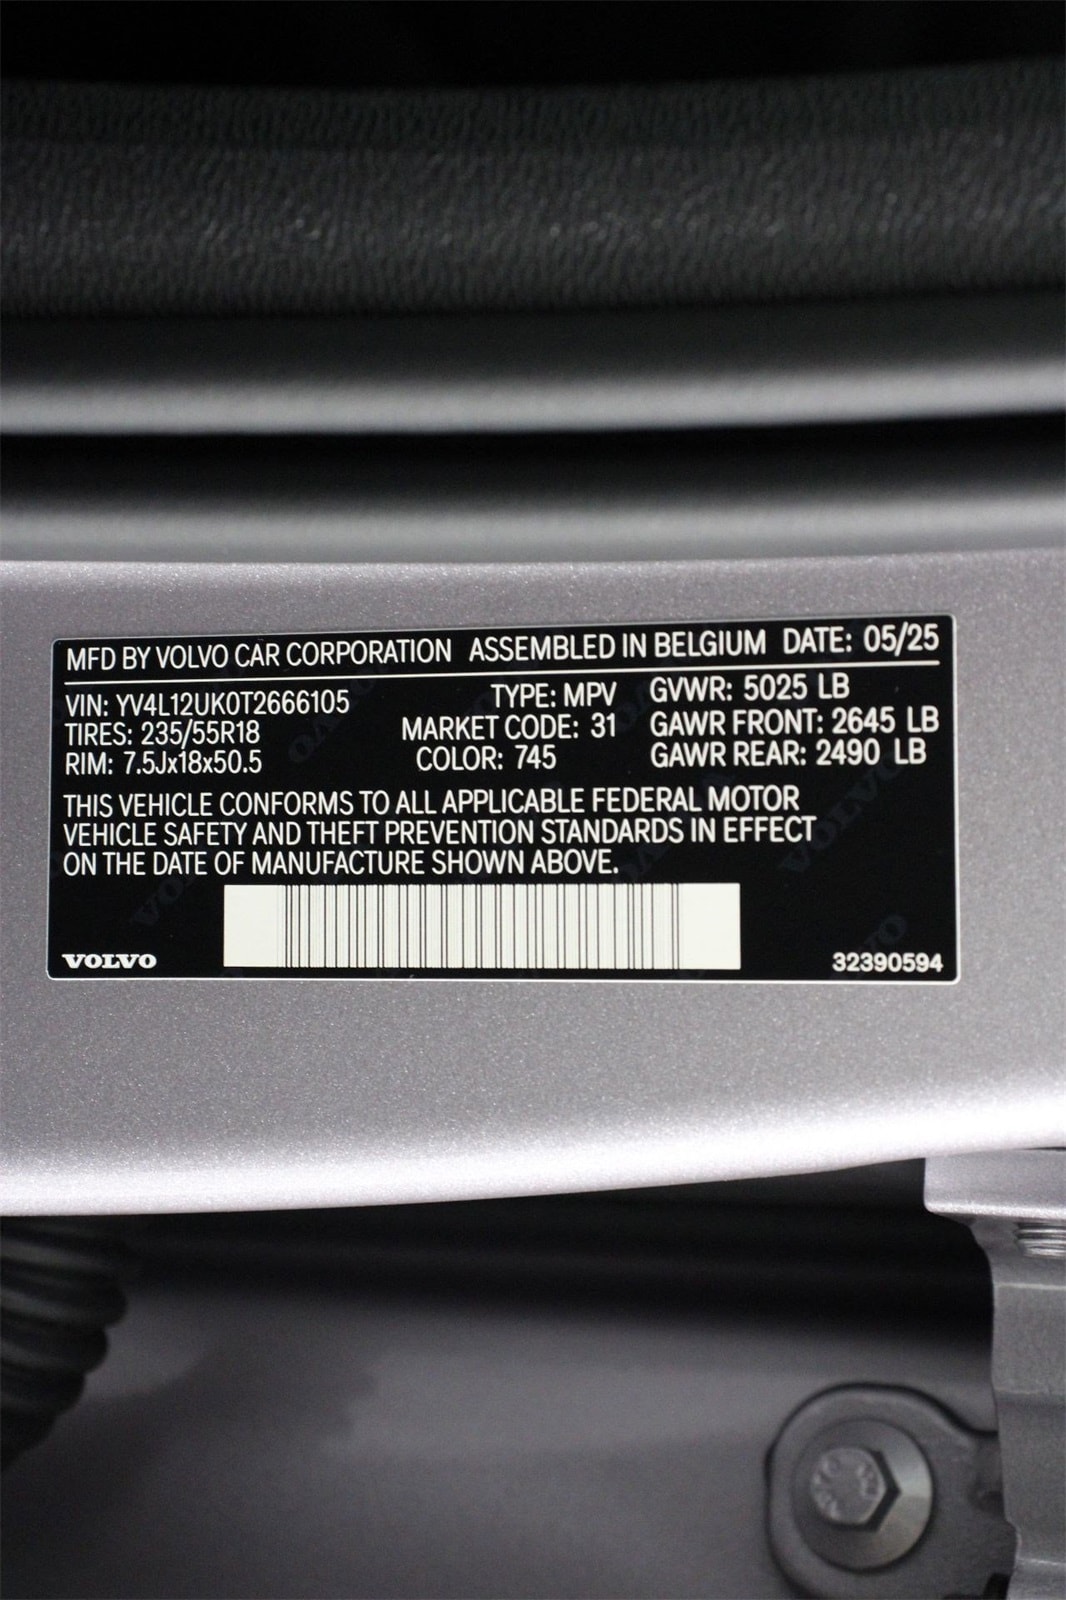 MFD BY VOLVO CAR CORPORATION ASSEMBLED IN BELGIUM DATE: 05/25
VIN: YV4L12UK0T2666105 TYPE: MPV GVWR: 5025 LB
TIRES: 235/55R18 MARKET CODE: 31 GAWR FRONT: 2645 LB
RIM: 7.5Jx18x50.5 COLOR: 745 GAWR REAR: 2490 LB
THIS VEHICLE CONFORMS TO ALL APPLICABLE FEDERAL MOTOR
VEHICLE SAFETY AND THEFT PREVENTION STANDARDS IN EFFECT
ON THE DATE OF MANUFACTURE SHOWN ABOVE.
VOLVO 32390594